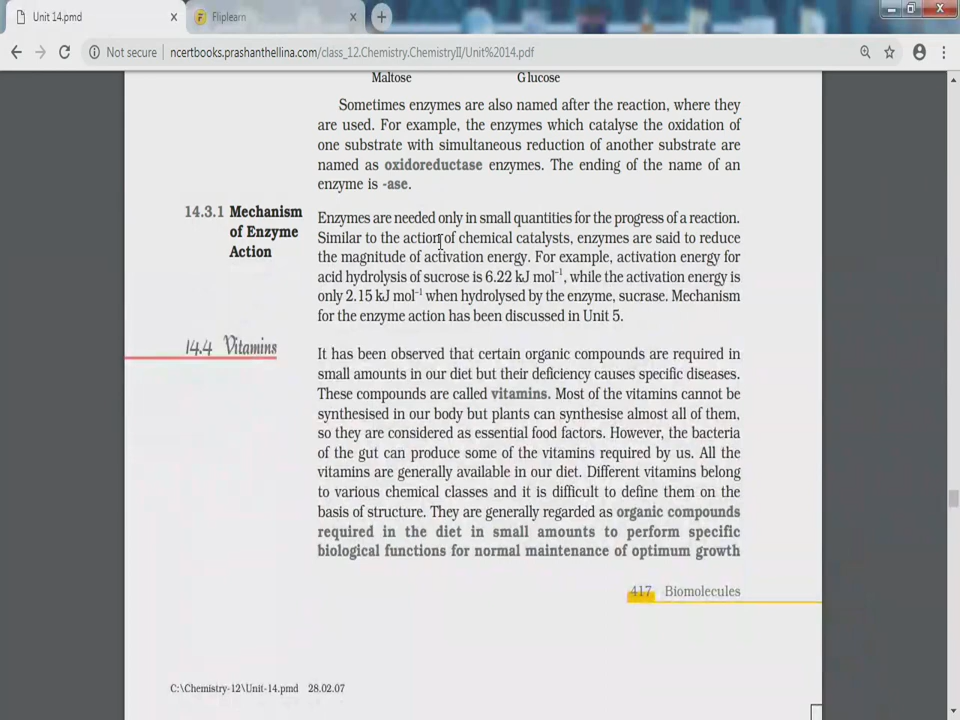 Unit 14.pmd
Fliplearn
Not secure
ncertbooks.prashanthellina.com/class_12.Chemistry.ChemistryII/Unit%2014.pdf
Maltose Glucose
Sometimes enzymes are also named after the reaction, where they
are used. For example, the enzymes which catalyse the oxidation of
one substrate with simultaneous reduction of another substrate are
named as oxidoreductase enzymes. The ending of the name of an
enzyme is -ase.
14.3.1 Mechanism
of Enzyme
Action
Enzymes are needed only in small quantities for the progress of a reaction.
Similar to the action of chemical catalysts, enzymes are said to reduce
the magnitude of activation energy. For example, activation energy for
acid hydrolysis of sucrose is 6.22 kJ mol⁻¹, while the activation energy is
only 2.15 kJ mol⁻¹ when hydrolysed by the enzyme, sucrase. Mechanism
for the enzyme action has been discussed in Unit 5.
14.4 Vitamins
It has been observed that certain organic compounds are required in
small amounts in our diet but their deficiency causes specific diseases.
These compounds are called vitamins. Most of the vitamins cannot be
synthesised in our body but plants can synthesise almost all of them,
so they are considered as essential food factors. However, the bacteria
of the gut can produce some of the vitamins required by us. All the
vitamins are generally available in our diet. Different vitamins belong
to various chemical classes and it is difficult to define them on the
basis of structure. They are generally regarded as organic compounds
required in the diet in small amounts to perform specific
biological functions for normal maintenance of optimum growth
417 Biomolecules
C:\Chemistry-12\Unit-14.pmd 28.02.07